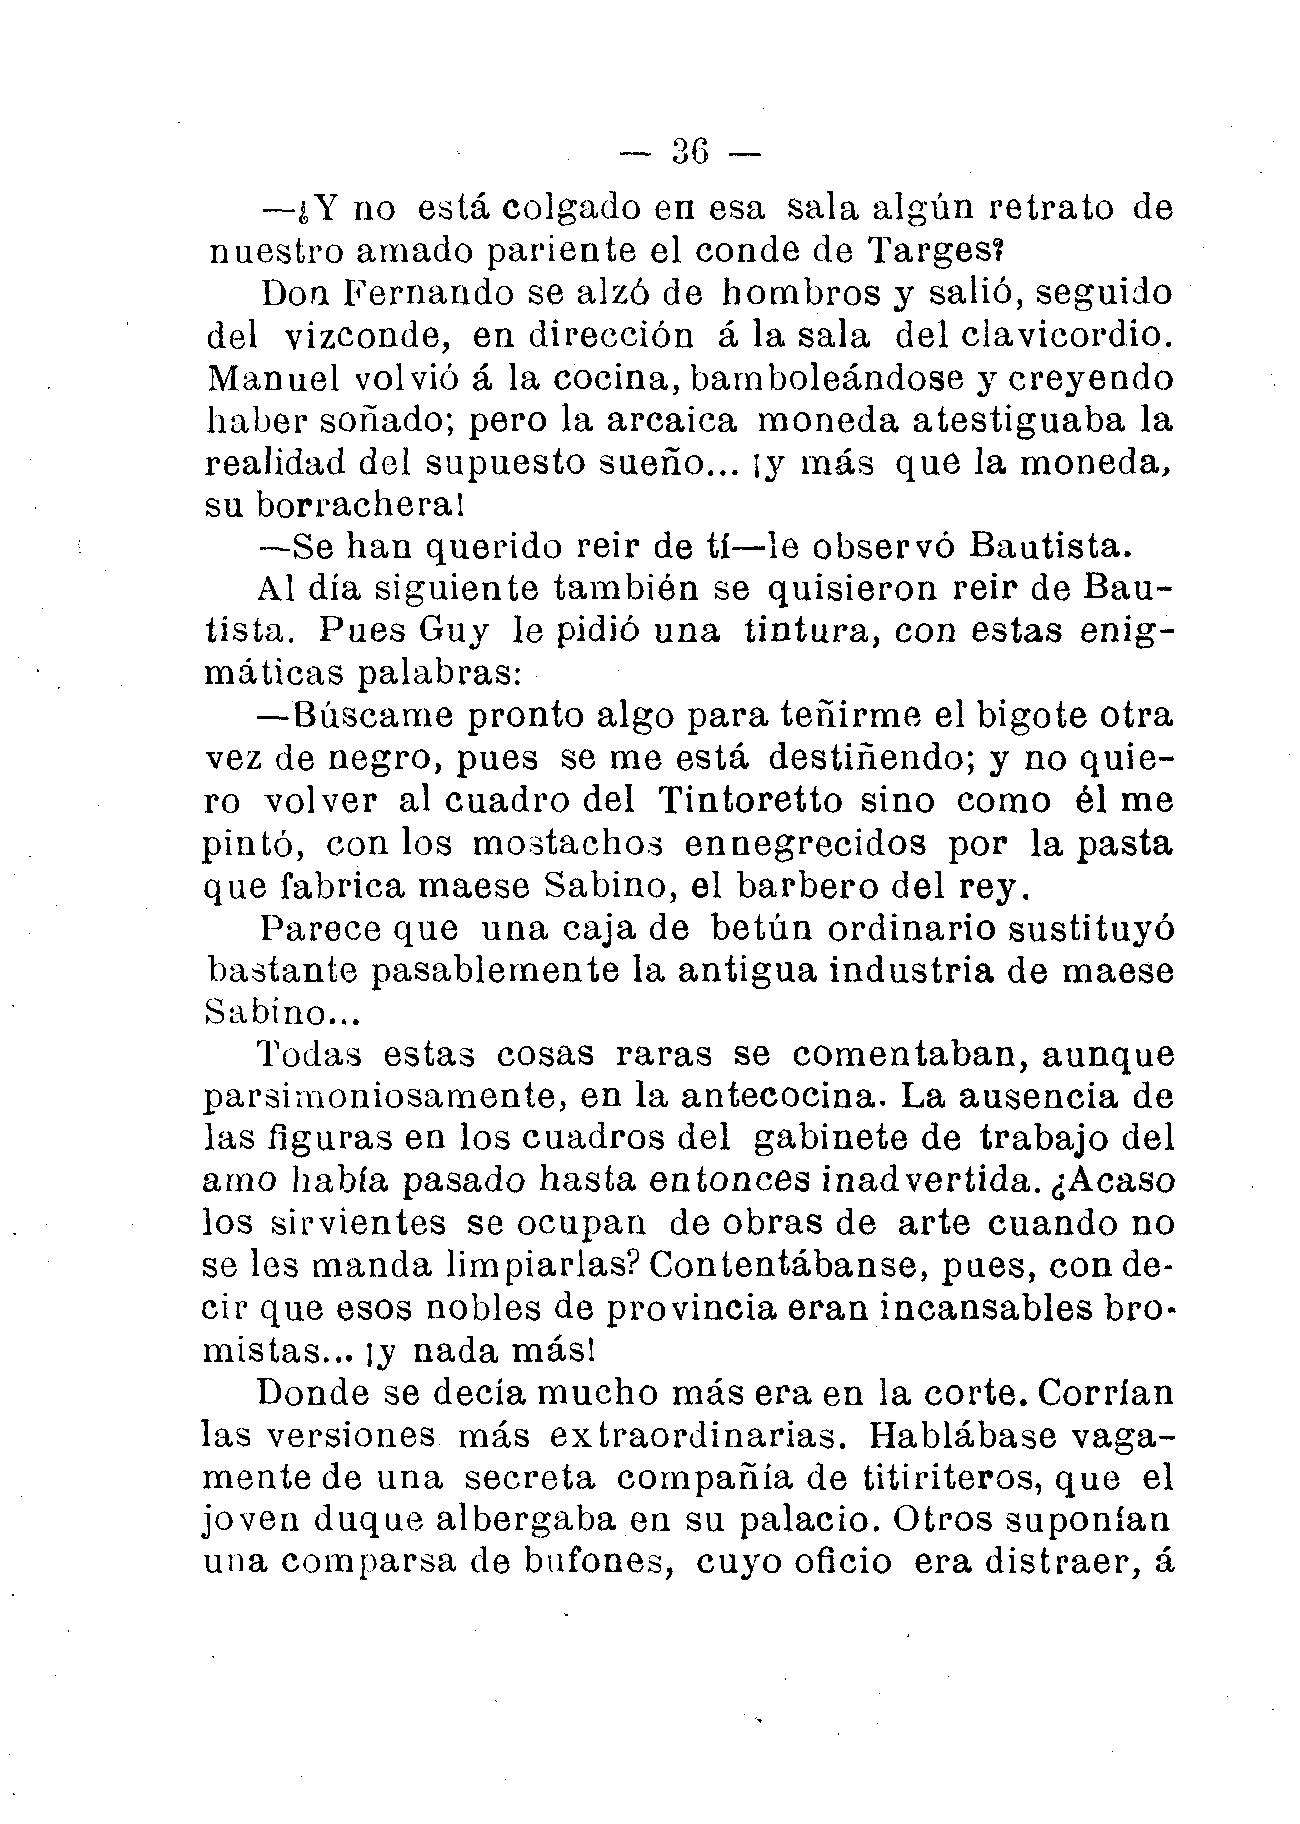 — 36 —
—¿Y no está colgado en esa sala algún retrato de
nuestro amado pariente el conde de Targes?
Don Fernando se alzó de hombros y salió, seguido
del vizconde, en dirección á la sala del clavicordio.
Manuel volvió á la cocina, bamboleándose y creyendo
haber soñado; pero la arcaica moneda atestiguaba la
realidad del supuesto sueño... ¡y más que la moneda,
su borrachera!
—Se han querido reir de tí—le observó Bautista.
Al día siguiente también se quisieron reir de Bau-
tista. Pues Guy le pidió una tintura, con estas enig-
máticas palabras:
—Búscame pronto algo para teñirme el bigote otra
vez de negro, pues se me está destiñendo; y no quie-
ro volver al cuadro del Tintoretto sino como él me
pintó, con los mostachos ennegrecidos por la pasta
que fabrica maese Sabino, el barbero del rey.
Parece que una caja de betún ordinario sustituyó
bastante pasablemente la antigua industria de maese
Sabino...
Todas estas cosas raras se comentaban, aunque
parsimoniosamente, en la antecocina. La ausencia de
las figuras en los cuadros del gabinete de trabajo del
amo había pasado hasta entonces inadvertida. ¿Acaso
los sirvientes se ocupan de obras de arte cuando no
se les manda limpiarlas? Contentábanse, pues, con de-
cir que esos nobles de provincia eran incansables bro-
mistas... ¡y nada más!
Donde se decía mucho más era en la corte. Corrían
las versiones más extraordinarias. Hablábase vaga-
mente de una secreta compañía de titiriteros, que el
joven duque albergaba en su palacio. Otros suponían
una comparsa de bufones, cuyo oficio era distraer, á